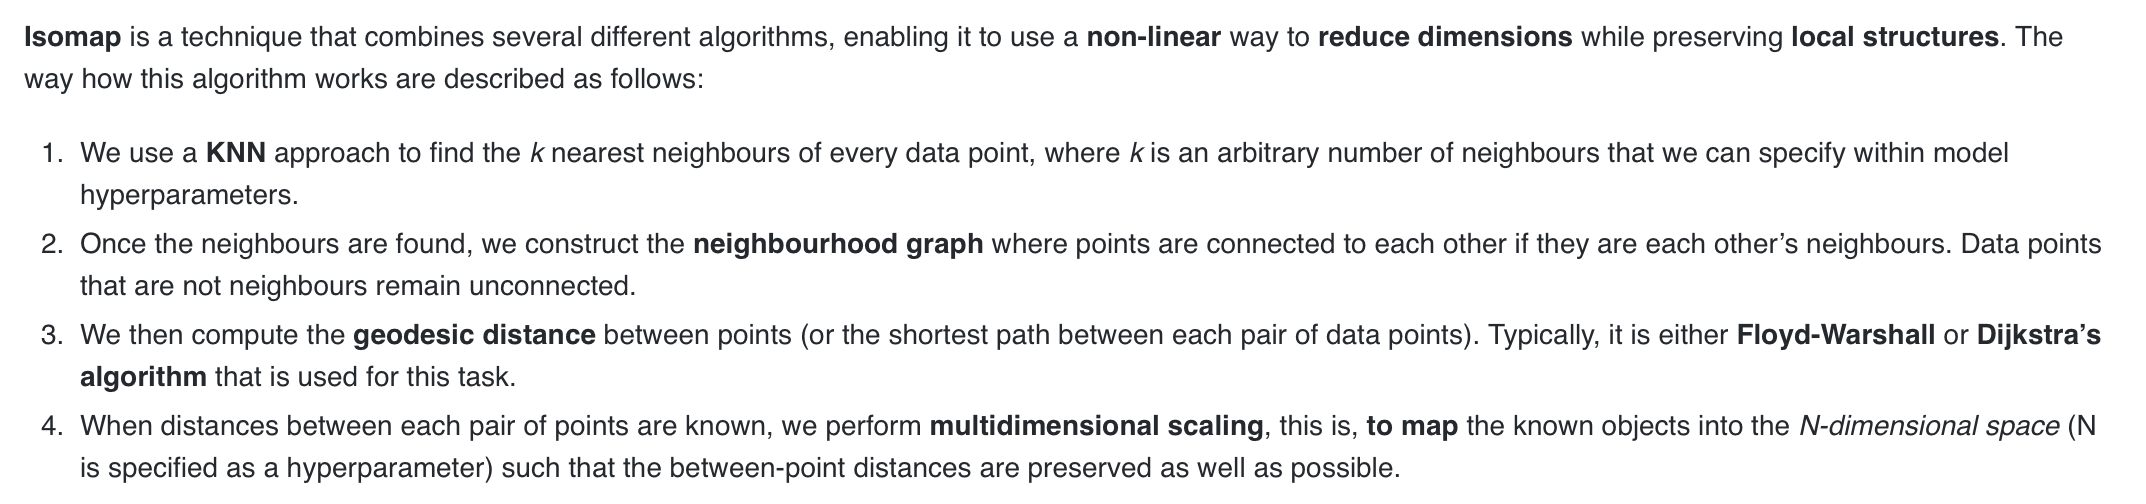 Isomap is a technique that combines several different algorithms, enabling it to use a non-linear way to reduce dimensions while preserving local structures. The
way how this algorithm works are described as follows:
1. We use a KNN approach to find the k nearest neighbours of every data point, where k is an arbitrary number of neighbours that we can specify within model
hyperparameters.
2. Once the neighbours are found, we construct the neighbourhood graph where points are connected to each other if they are each other’s neighbours. Data points
that are not neighbours remain unconnected.
3. We then compute the geodesic distance between points (or the shortest path between each pair of data points). Typically, it is either Floyd-Warshall or Dijkstra’s
algorithm that is used for this task.
4. When distances between each pair of points are known, we perform multidimensional scaling, this is, to map the known objects into the N-dimensional space (N
is specified as a hyperparameter) such that the between-point distances are preserved as well as possible.